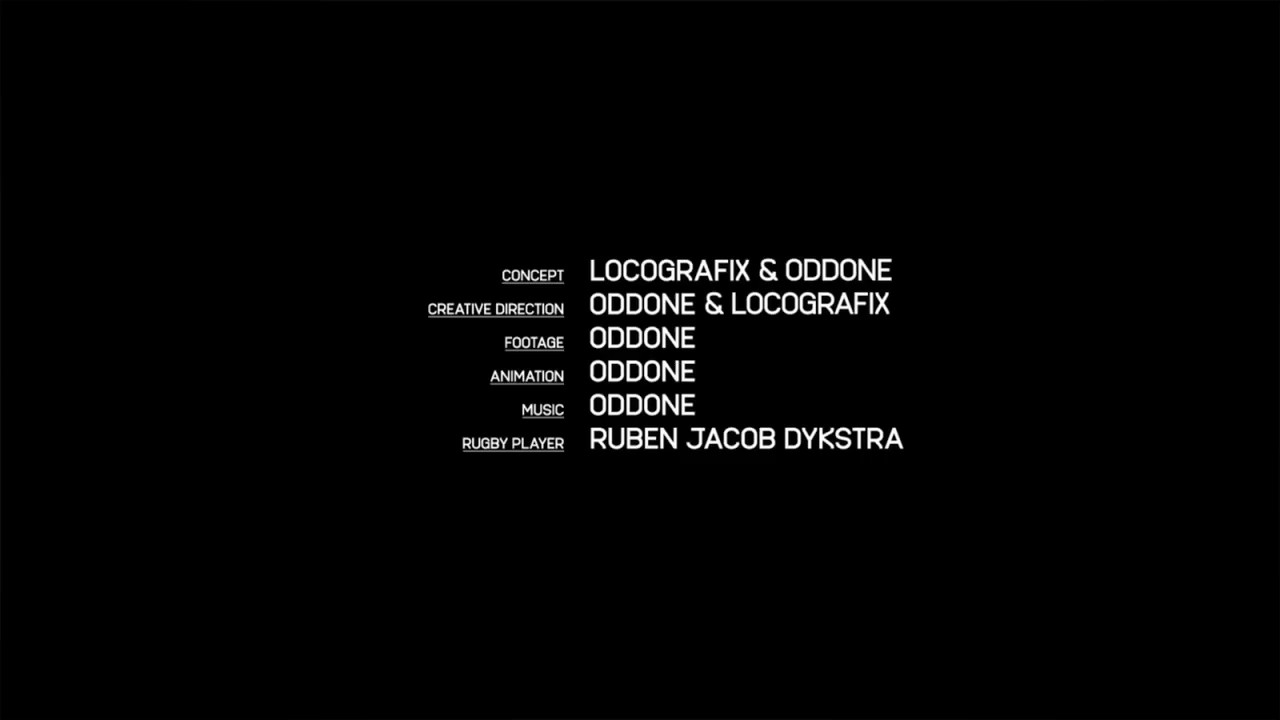 CONCEPT LOCOGRAFIX & ODDONE
CREATIVE DIRECTION ODDONE & LOCOGRAFIX
FOOTAGE ODDONE
ANIMATION ODDONE
MUSIC ODDONE
RUGBY PLAYER RUBEN JACOB DYKSTRA